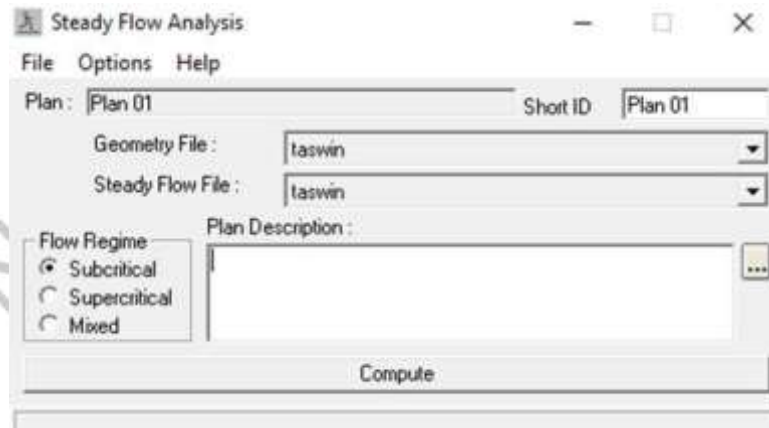 Steady Flow Analysis
File Options Help
Plan : Plan 01 Short ID Plan 01
Geometry File : taswin
Steady Flow File : taswin
Flow Regime Plan Description :
Subcritical
Supercritical
Mixed
...
Compute